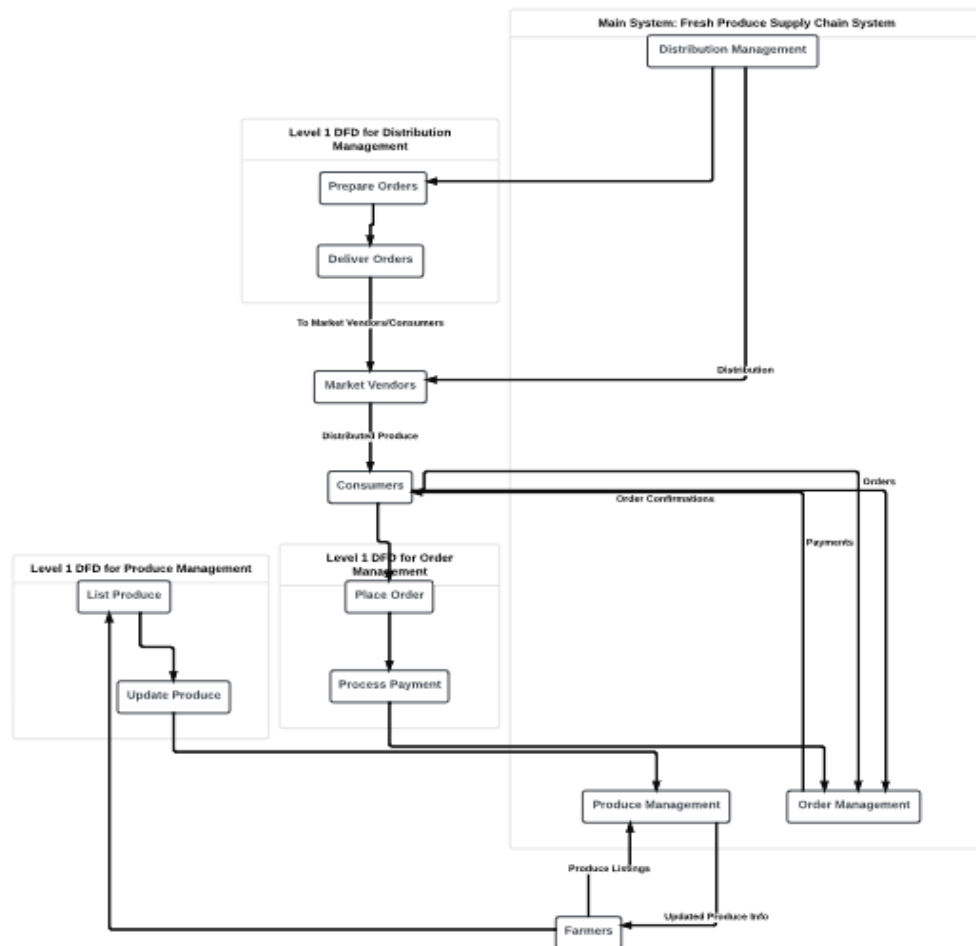 Main System: Fresh Produce Supply Chain System
Distribution Management
Level 1 DFD for Distribution
Management
Prepare Orders
Deliver Orders
To Market Vendors/Consumers
Distribution
Market Vendors
Distributed Produce
Consumers
Orders
Order Confirmations
Payments
Level 1 DFD for Order
Management
Level 1 DFD for Produce Management
List Produce
Place Order
Update Produce
Process Payment
Produce Management
Order Management
Produce Listings
Updated Produce Info
Farmers